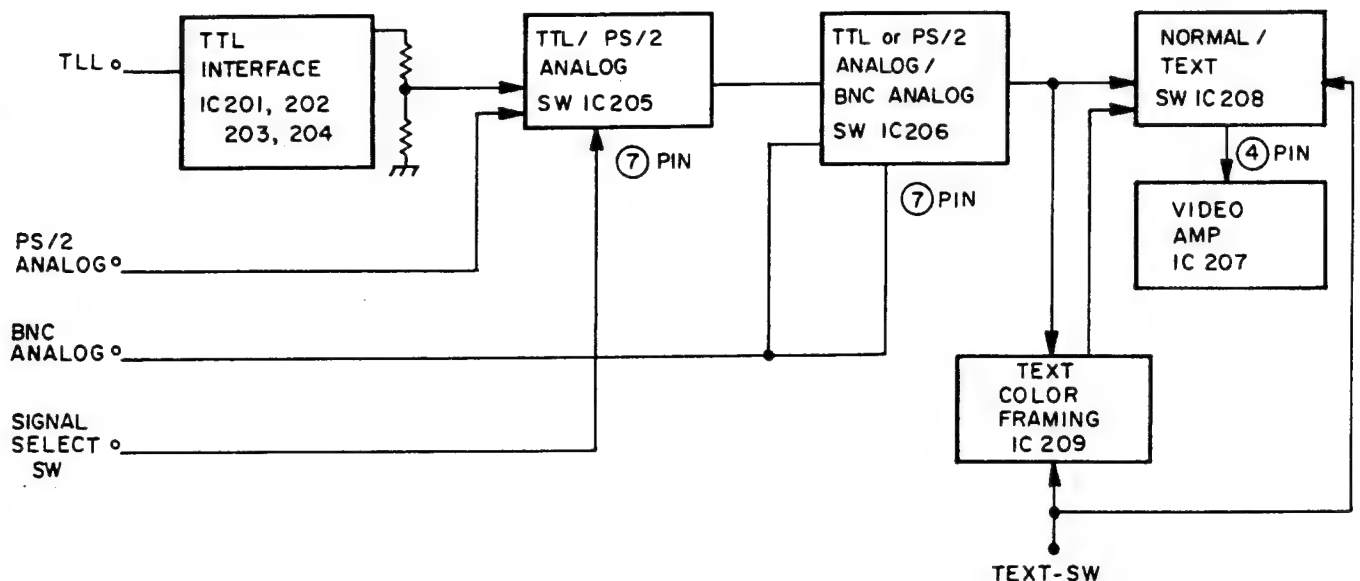 TLL
TTL
INTERFACE
IC201, 202
203, 204
TTL/ PS/2
ANALOG
SW IC205
7 PIN
TTL or PS/2
ANALOG/
BNC ANALOG
SW IC206
7 PIN
NORMAL/
TEXT
SW IC208
4 PIN
VIDEO
AMP
IC 207
PS/2
ANALOG
BNC
ANALOG
SIGNAL
SELECT
SW
TEXT
COLOR
FRAMING
IC 209
TEXT-SW